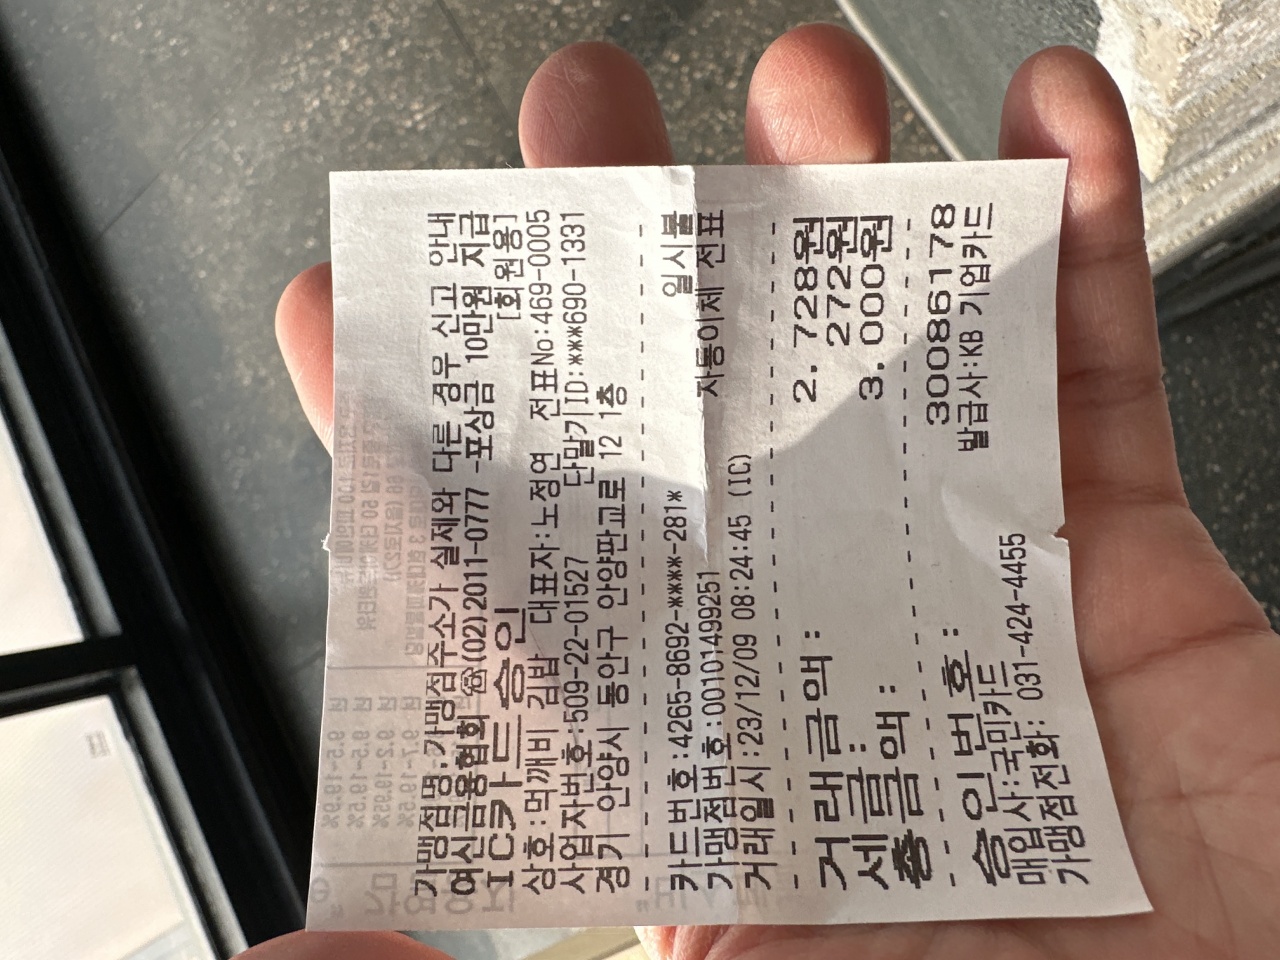 가맹점명,가맹점주소가 실제와 다른 경우 신고 안내
여신금융협회 ☎(02)2011-0777 -포상금 10만원 지급
IC카드승인 [회원용]
상호:먹깨비 김밥 대표자:노정연 전표No:469-0005
사업자번호:509-22-01527 단말기ID:***690-1331
경기 안양시 동안구 안양판교로 12 1층
카드번호:4265-8692-****-281* 일시불
가맹점번호:00101499251 자동이체 전표
거래일시:23/12/09 08:24:45 (IC)
거래금액: 2. 728원
세금: 272원
총금액: 3. 000원
승인번호: 30086178
매입사:국민카드 발급사:KB 기업카드
가맹점전화: 031-424-4455